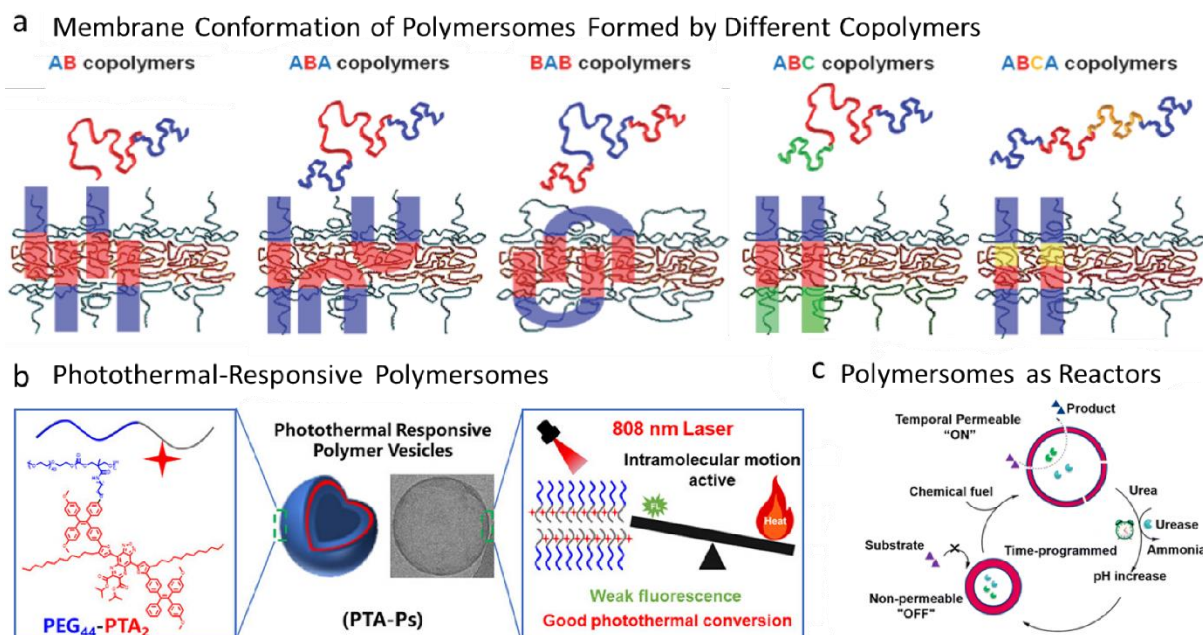 a Membrane Conformation of Polymersomes Formed by Different Copolymers
AB copolymers
ABA copolymers
BAB copolymers
ABC copolymers
ABCA copolymers
b Photothermal-Responsive Polymersomes
PEG44-PTA2
Photothermal Responsive
Polymer Vesicles
(PTA-Ps)
808 nm Laser
Intramolecular motion
active
FL
Heat
Weak fluorescence
Good photothermal conversion
c Polymersomes as Reactors
Product
Temporal Permeable
"ON"
Chemical fuel
Urea
Urease
Ammonia
Substrate
Time-programmed
pH increase
Non-permeable
"OFF"